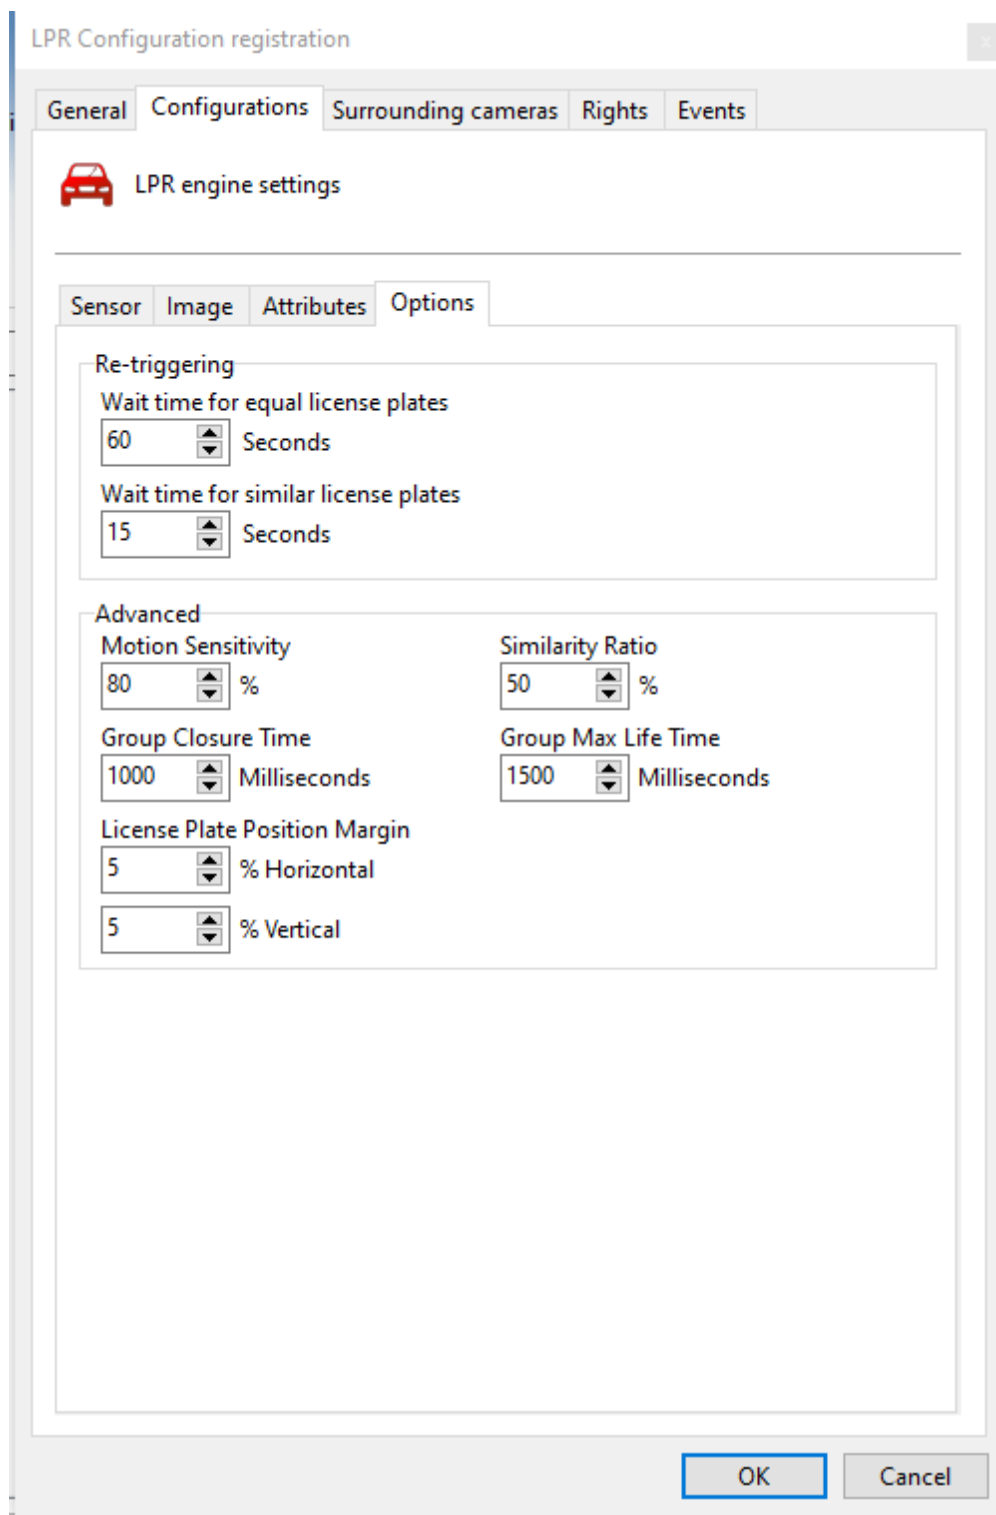 LPR Configuration registration
x
General Configurations Surrounding cameras Rights Events
LPR engine settings
Sensor Image Attributes Options
Re-triggering
Wait time for equal license plates
60 Seconds
Wait time for similar license plates
15 Seconds
Advanced
Motion Sensitivity Similarity Ratio
80 % 50 %
Group Closure Time Group Max Life Time
1000 Milliseconds 1500 Milliseconds
License Plate Position Margin
5 % Horizontal
5 % Vertical
OK Cancel